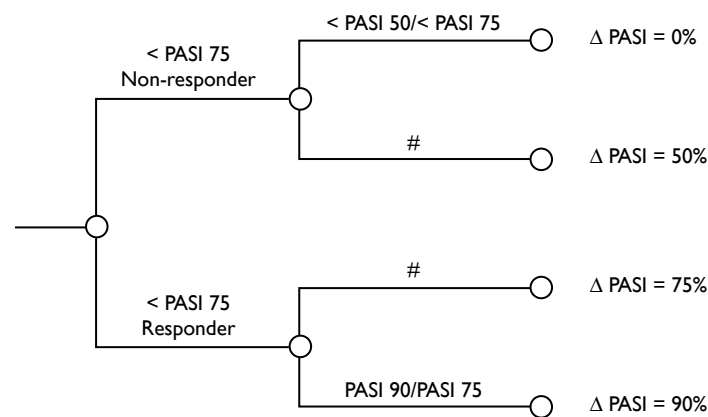 < PASI 50/< PASI 75
Δ PASI = 0%
< PASI 75
Non-responder
#
Δ PASI = 50%
#
Δ PASI = 75%
< PASI 75
Responder
PASI 90/PASI 75
Δ PASI = 90%